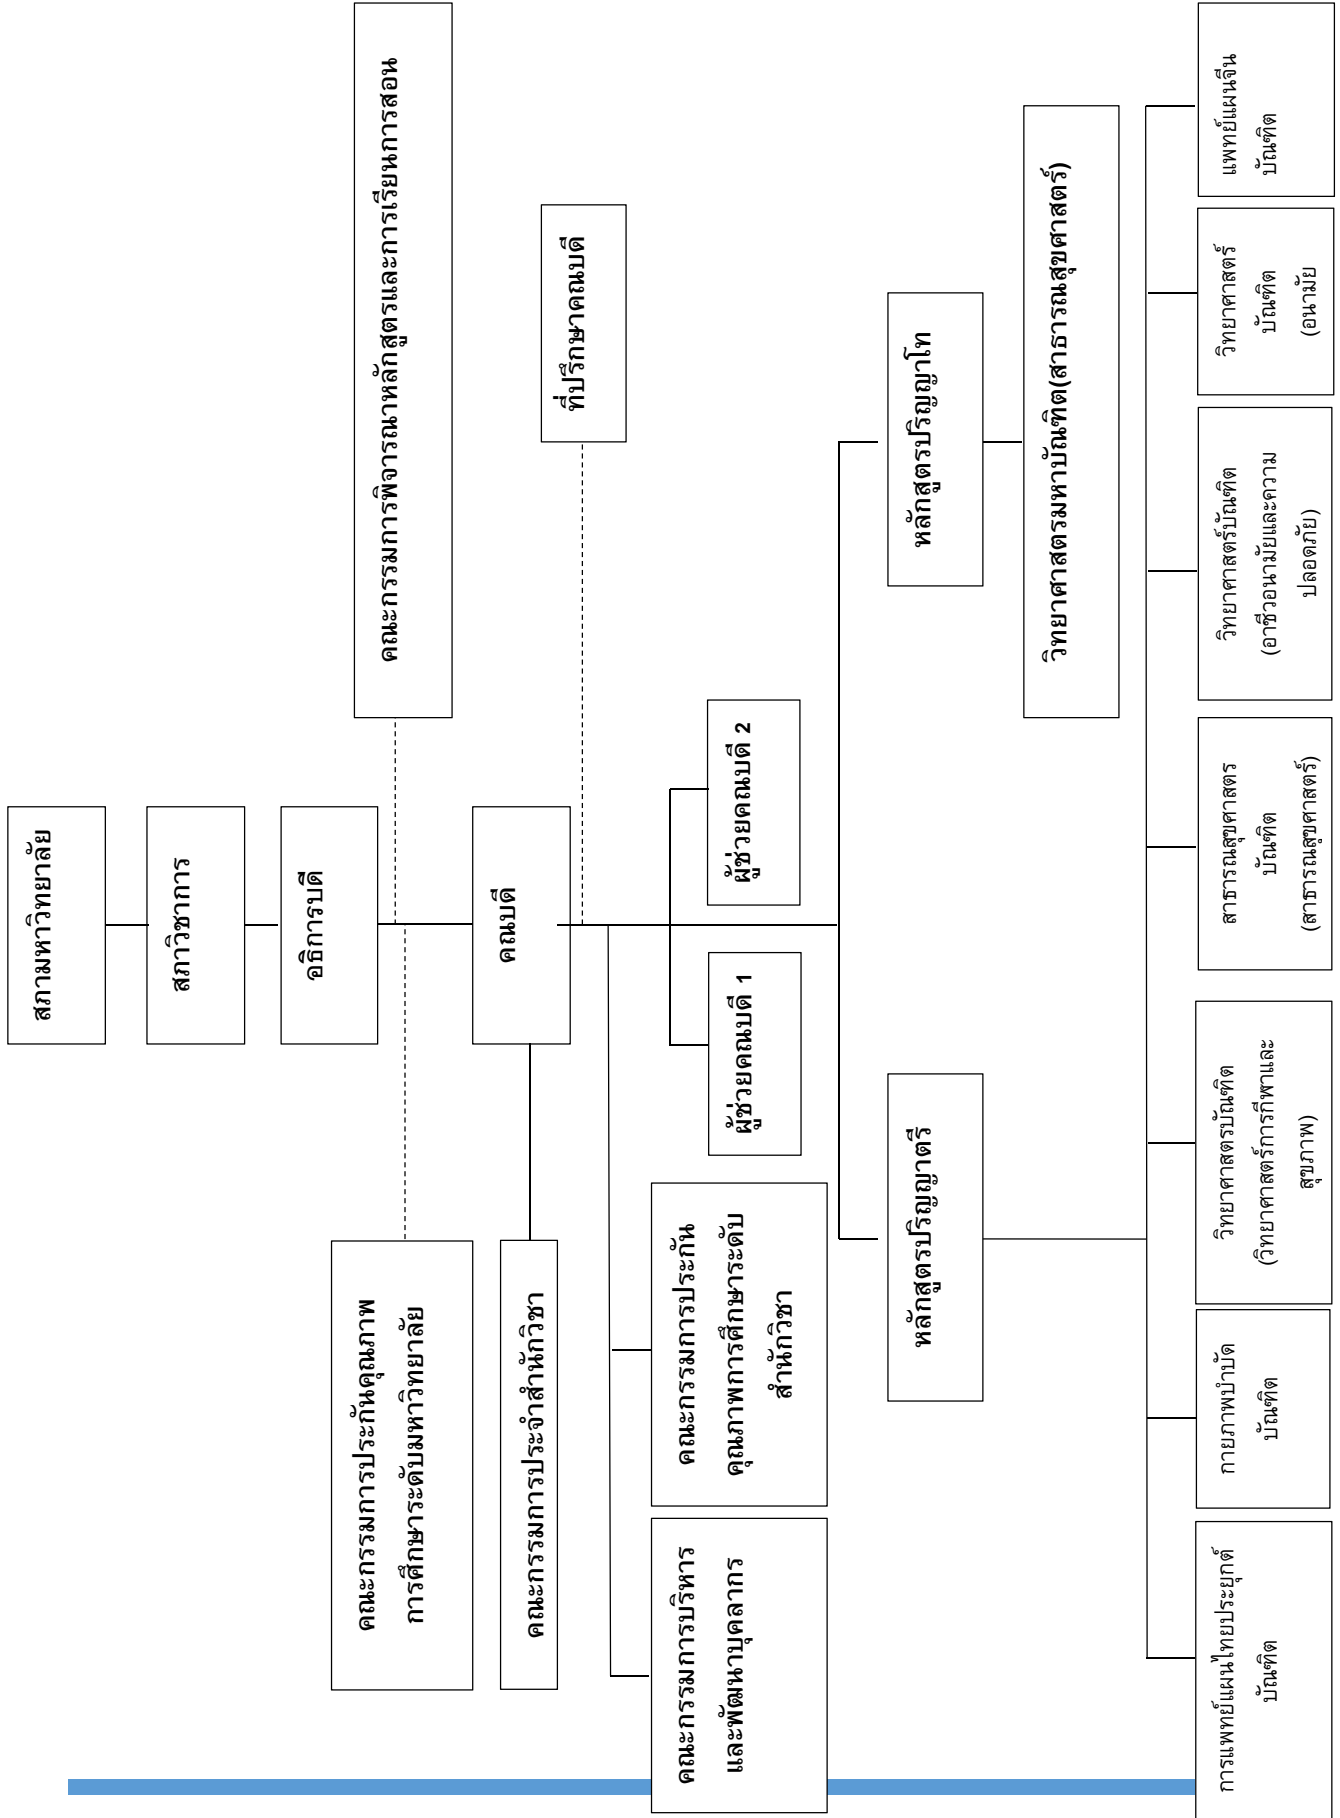 สภามหาวิทยาลัย
สภาวิชาการ
อธิการบดี
คณะกรรมการพิจารณาหลักสูตรและการเรียนการสอน
คณะกรรมการประกันคุณภาพ
การศึกษาระดับมหาวิทยาลัย
คณบดี
คณะกรรมการประจำสำนักวิชา
ที่ปรึกษาคณบดี
คณะกรรมการบริหาร
และพัฒนาบุคลากร
คณะกรรมการประกัน
คุณภาพการศึกษาระดับ
สำนักวิชา
ผู้ช่วยคณบดี 1
ผู้ช่วยคณบดี 2
หลักสูตรปริญญาตรี
หลักสูตรปริญญาโท
วิทยาศาสตรมหาบัณฑิต(สาธารณสุขศาสตร์)
การแพทย์แผนไทยประยุกต์
บัณฑิต
กายภาพบำบัด
บัณฑิต
วิทยาศาสตรบัณฑิต
(วิทยาศาสตร์การกีฬาและ
สุขภาพ)
สาธารณสุขศาสตร
บัณฑิต
(สาธารณสุขศาสตร์)
วิทยาศาสตร์บัณฑิต
(อาชีวอนามัยและความ
ปลอดภัย)
วิทยาศาสตร์
บัณฑิต
(อนามัย
แพทย์แผนจีน
บัณฑิต